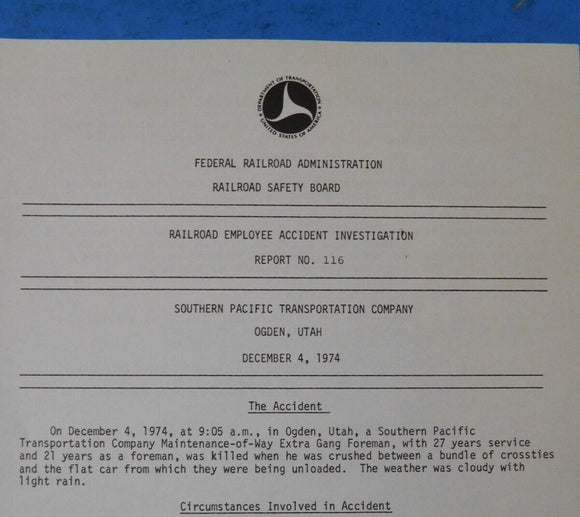 DEPARTMENT OF TRANSPORTATION
UNITED STATES OF AMERICA
FEDERAL RAILROAD ADMINISTRATION
RAILROAD SAFETY BOARD
RAILROAD EMPLOYEE ACCIDENT INVESTIGATION
REPORT NO. 116
SOUTHERN PACIFIC TRANSPORTATION COMPANY
OGDEN, UTAH
DECEMBER 4, 1974
The Accident
On December 4, 1974, at 9:05 a.m., in Ogden, Utah, a Southern Pacific
Transportation Company Maintenance-of-Way Extra Gang Foreman, with 27 years service
and 21 years as a foreman, was killed when he was crushed between a bundle of crossties
and the flat car from which they were being unloaded. The weather was cloudy with
light rain.
Circumstances Involved in Accident